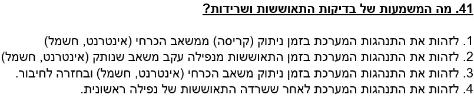 41. מה המשמעות של בדיקות התאוששות ושרידות?
1. לזהות את התנהגות המערכת בזמן ניתוק (קריסה) ממשאב הכרחי (אינטרנט, חשמל)
2. לזהות את התנהגות המערכת בזמן התאוששות מנפילה עקב משאב שנותק (אינטרנט, חשמל)
3. לזהות את התנהגות המערכת בזמן ניתוק משאב הכרחי (אינטרנט, חשמל) ובחזרה לחיבור.
4. לזהות את התנהגות המערכת לאחר ששרדה התאוששות של נפילה ראשונית.